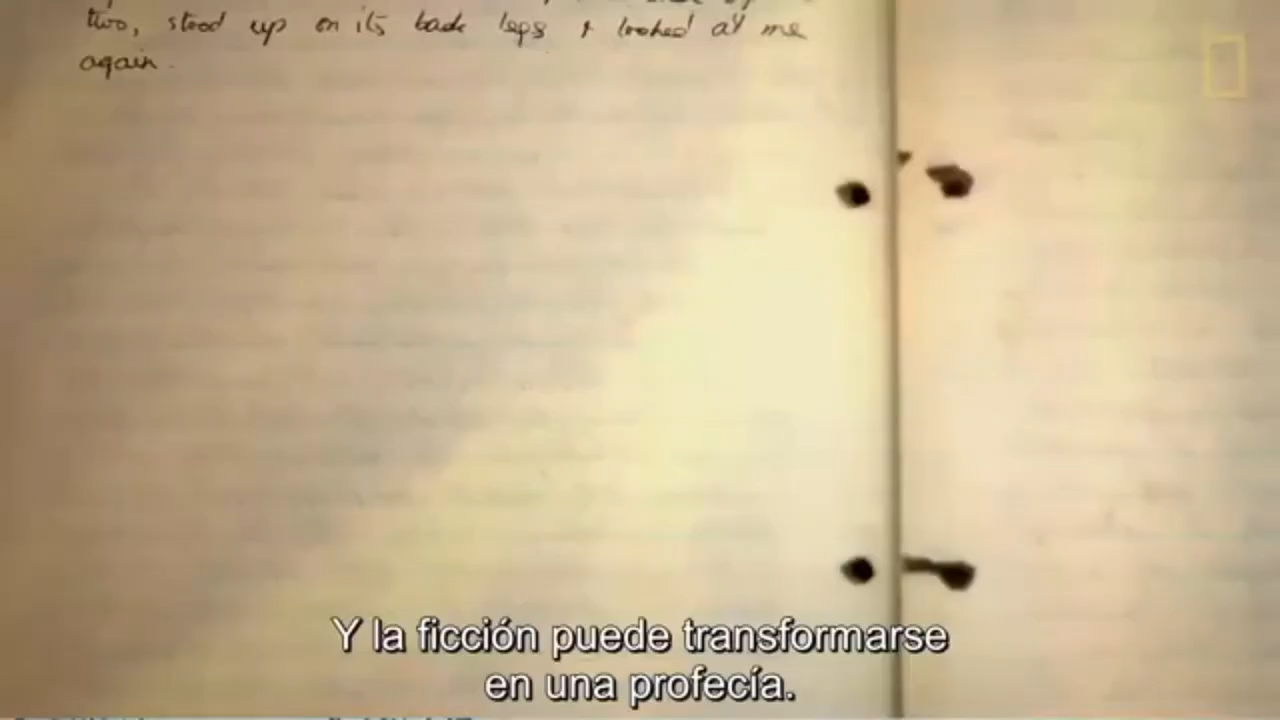 two, stood up on its back legs & looked at me
again.
Y la ficción puede transformarse
en una profecía.